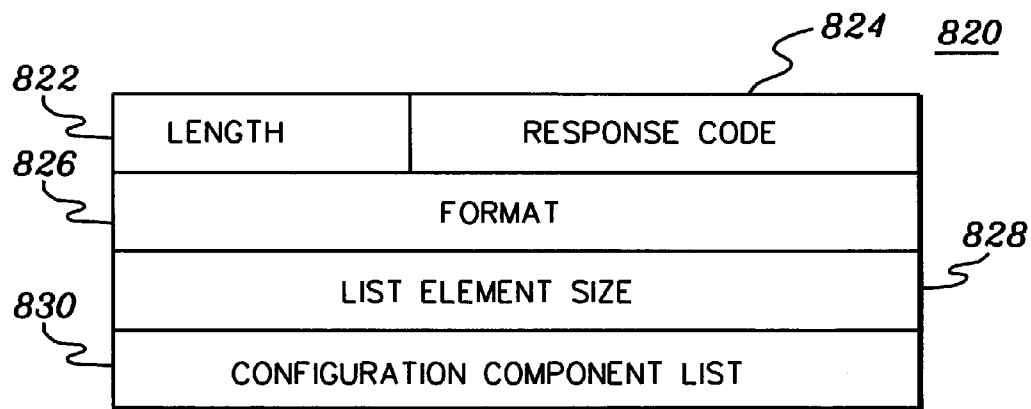 824
820
822
LENGTH
RESPONSE CODE
826
FORMAT
828
LIST ELEMENT SIZE
830
CONFIGURATION COMPONENT LIST